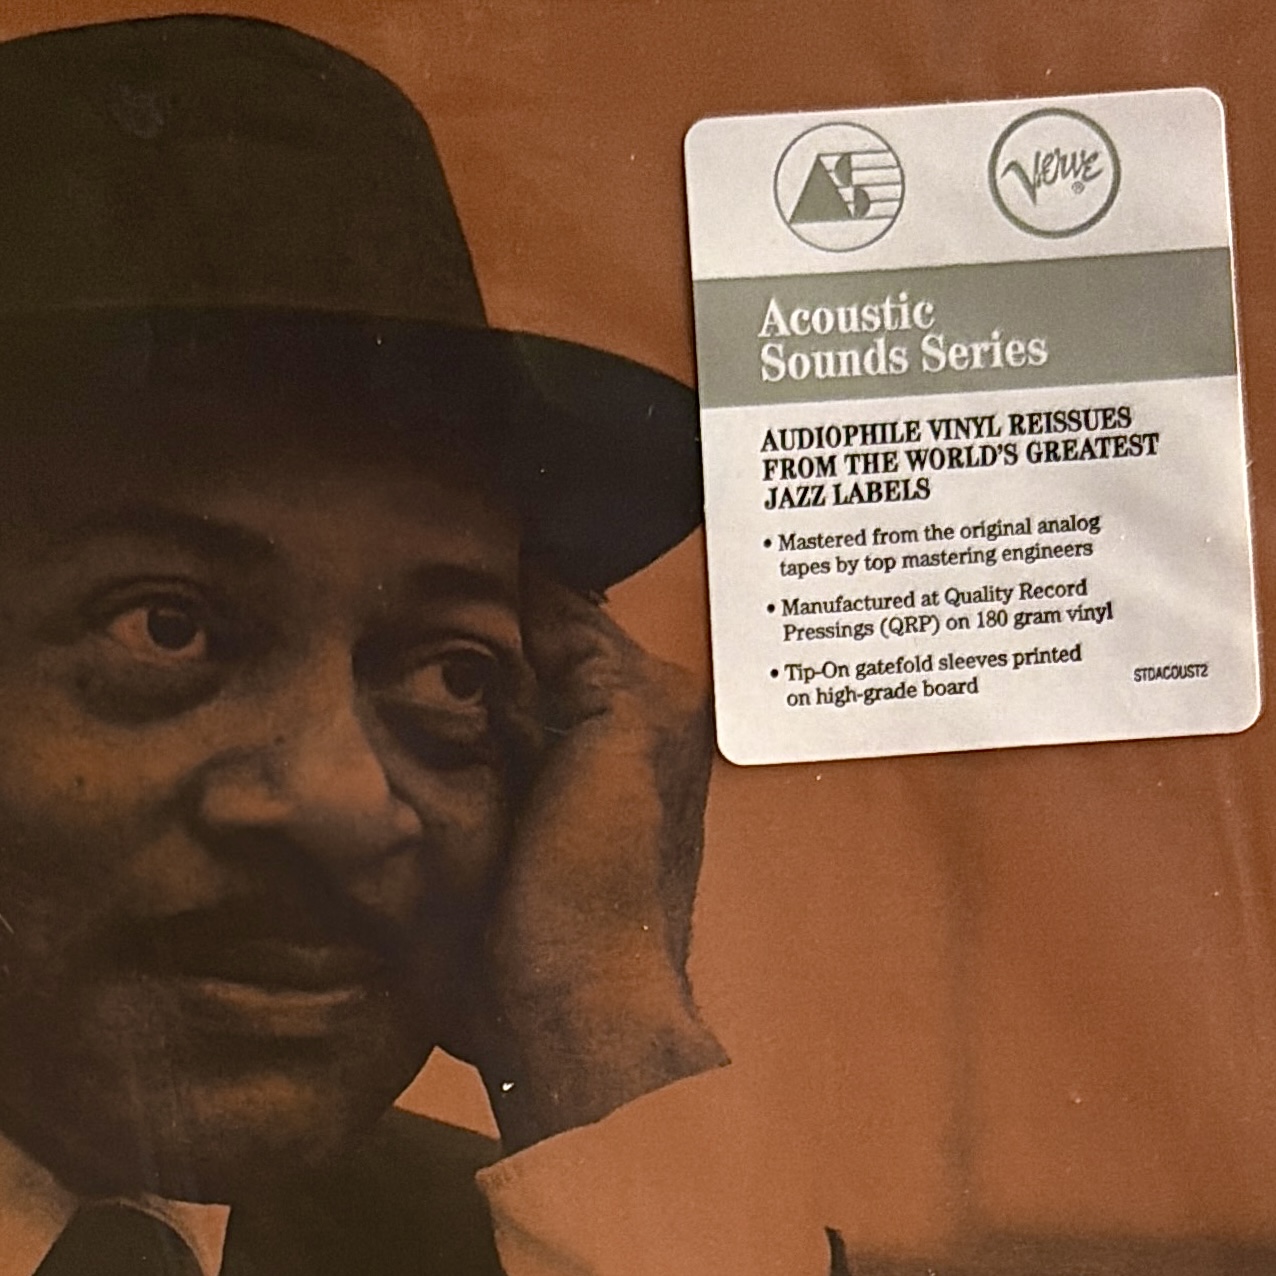 AS
Verve®
Acoustic
Sounds Series
AUDIOPHILE VINYL REISSUES
FROM THE WORLD'S GREATEST
JAZZ LABELS
• Mastered from the original analog
tapes by top mastering engineers
• Manufactured at Quality Record
Pressings (QRP) on 180 gram vinyl
• Tip-On gatefold sleeves printed
on high-grade board
STDACOUST2